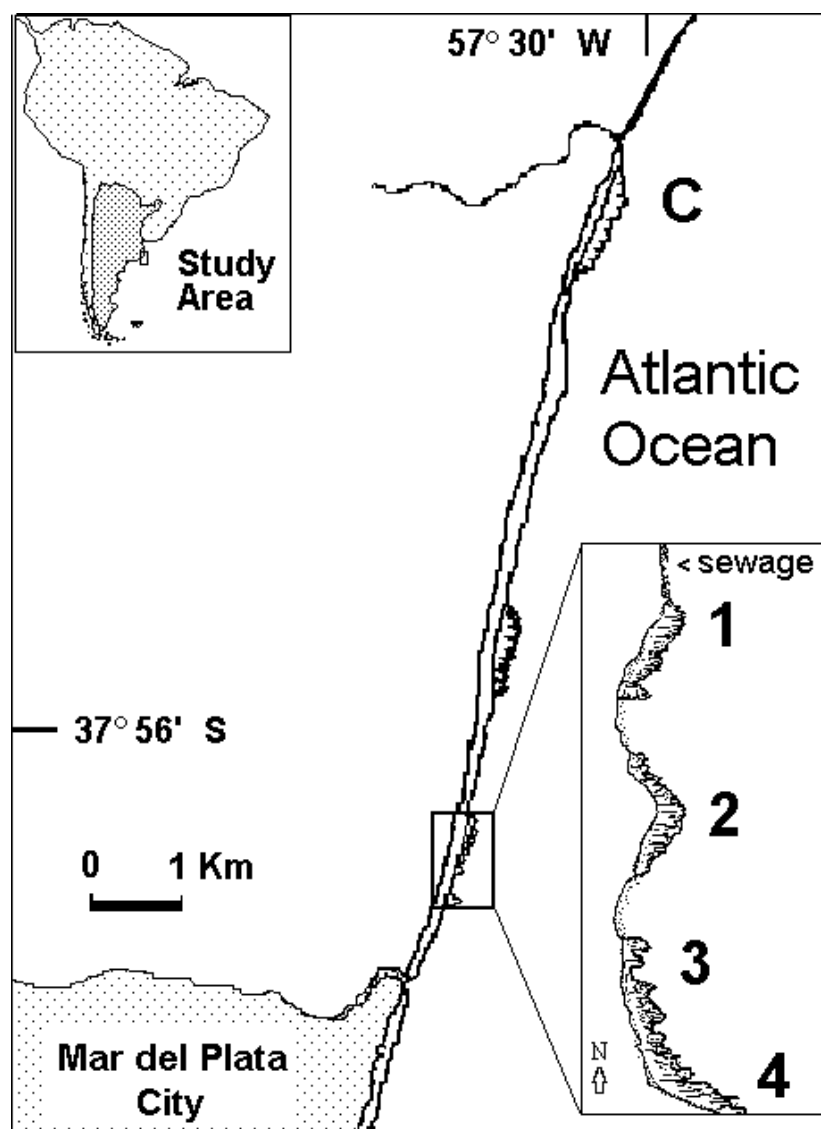 57° 30' W
C
Study
Area
Atlantic
Ocean
< sewage
1
37° 56' S
2
0 1 Km
3
N
Mar del Plata
City
4